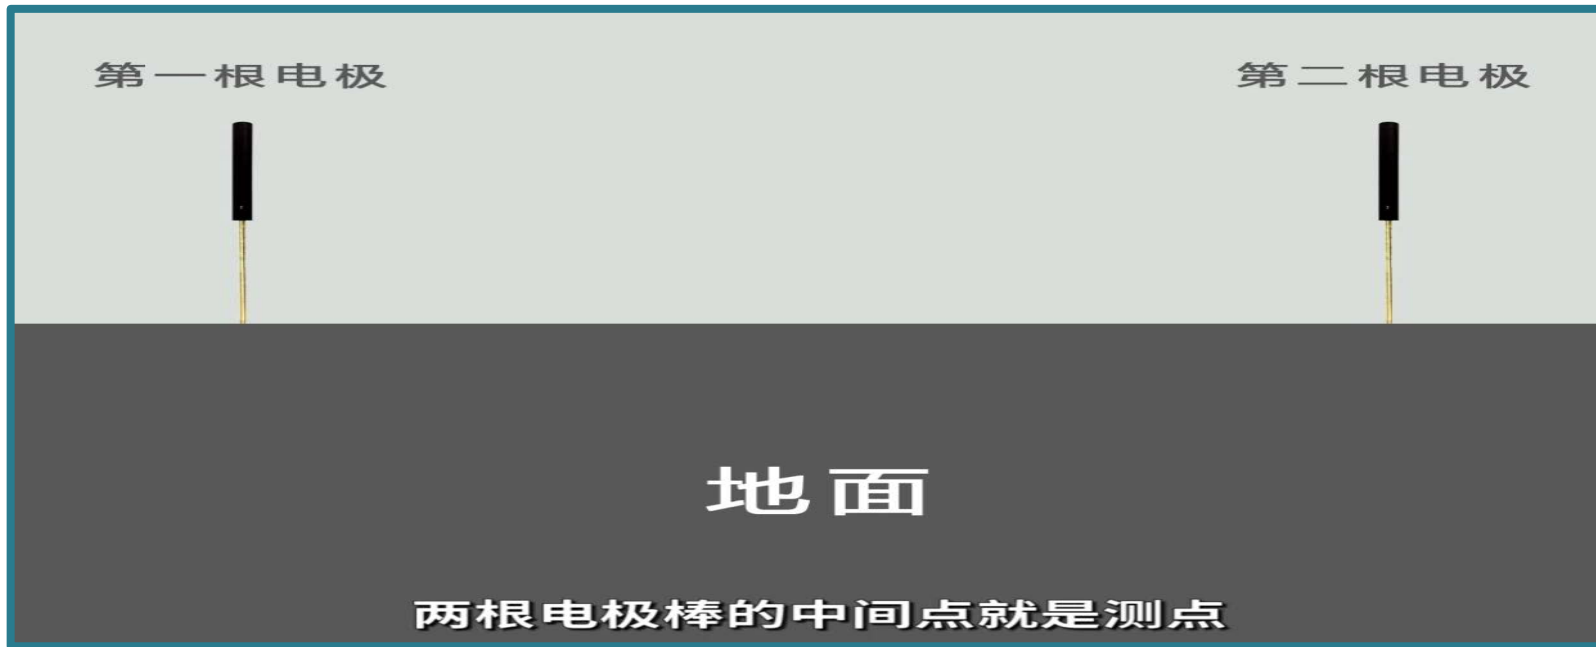 第一根电极
第二根电极
地面
两根电极棒的中间点就是测点